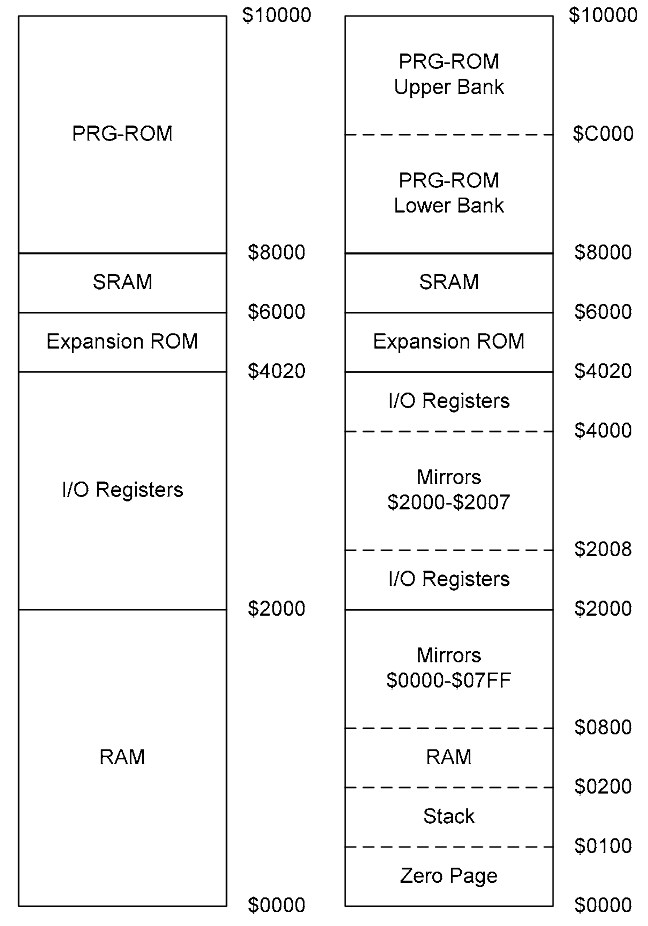 $10000
PRG-ROM
$8000
SRAM
$6000
Expansion ROM
$4020
I/O Registers
$2000
RAM
$0000
$10000
PRG-ROM
Upper Bank
$C000
PRG-ROM
Lower Bank
$8000
SRAM
$6000
Expansion ROM
$4020
I/O Registers
$4000
Mirrors
$2000-$2007
$2008
I/O Registers
$2000
Mirrors
$0000-$07FF
$0800
RAM
$0200
Stack
$0100
Zero Page
$0000